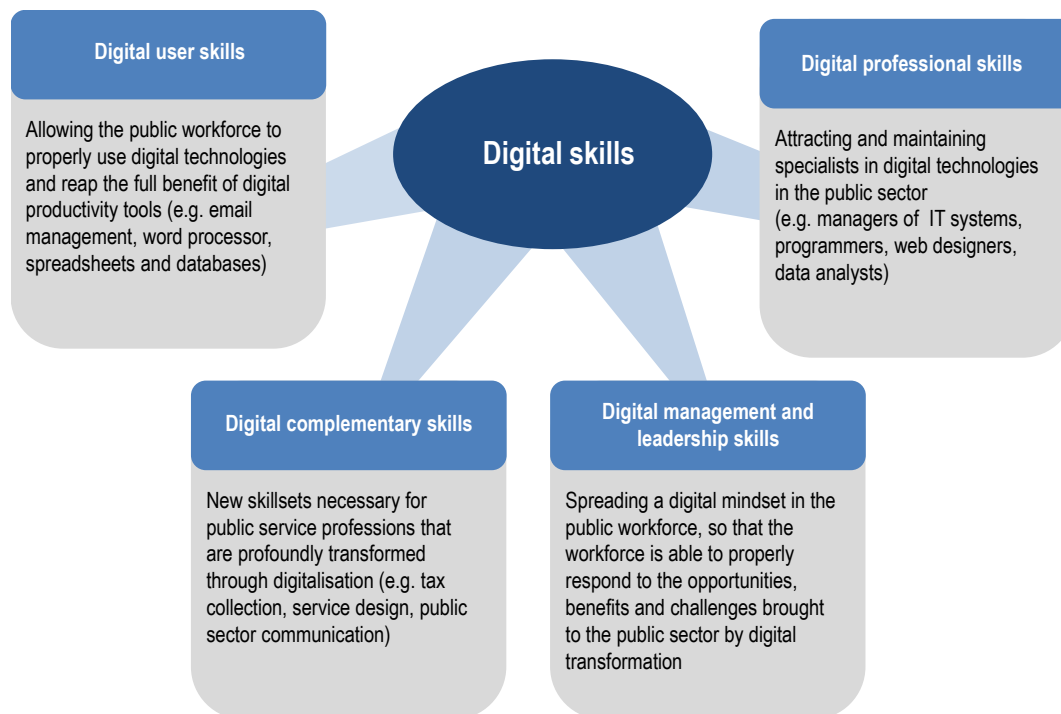 Digital user skills
Allowing the public workforce to
properly use digital technologies
and reap the full benefit of digital
productivity tools (e.g. email
management, word processor,
spreadsheets and databases)
Digital skills
Digital professional skills
Attracting and maintaining
specialists in digital technologies
in the public sector
(e.g. managers of IT systems,
programmers, web designers,
data analysts)
Digital complementary skills
New skillsets necessary for
public service professions that
are profoundly transformed
through digitalisation (e.g. tax
collection, service design, public
sector communication)
Digital management and
leadership skills
Spreading a digital mindset in the
public workforce, so that the
workforce is able to properly
respond to the opportunities,
benefits and challenges brought
to the public sector by digital
transformation